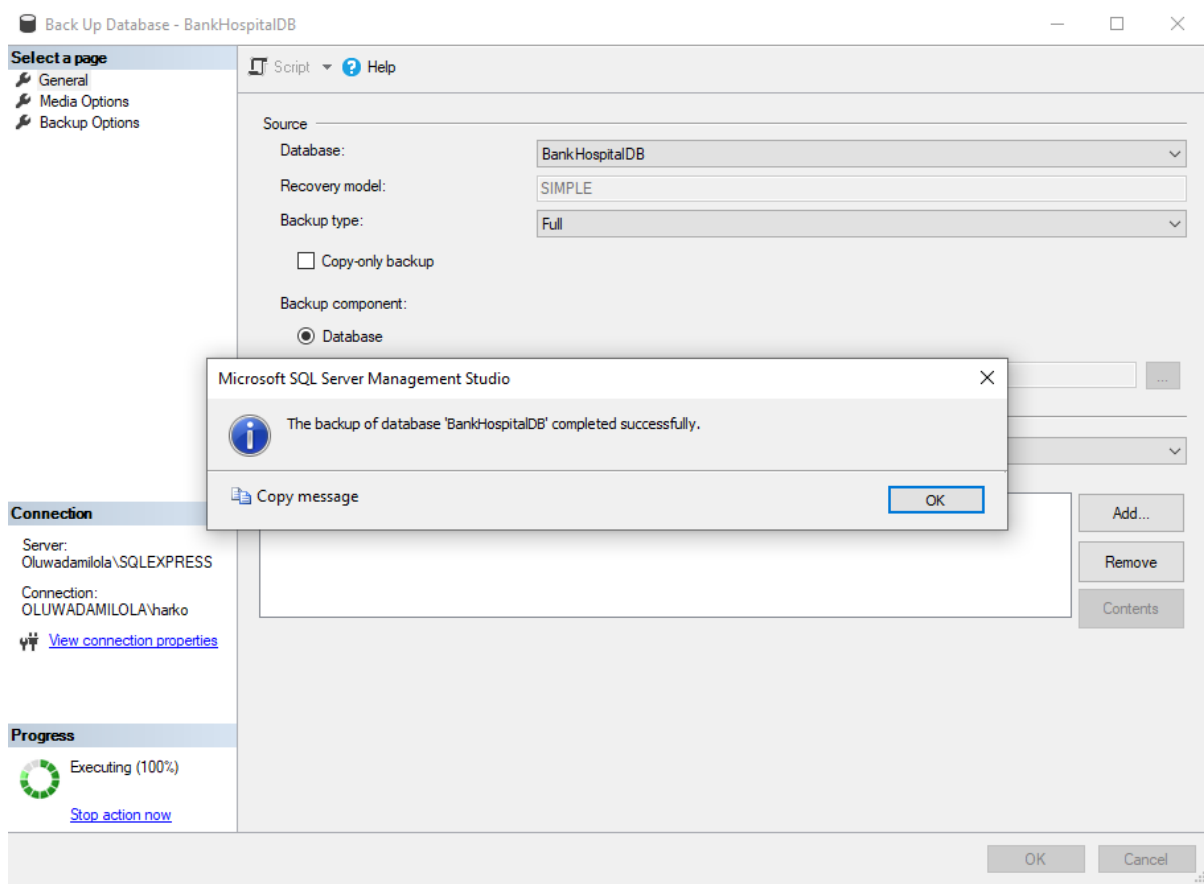 Back Up Database - BankHospitalDB
Select a page
General
Media Options
Backup Options
Script
Help
Source
Database:
BankHospitalDB
Recovery model:
SIMPLE
Backup type:
Full
Copy-only backup
Backup component:
Database
...
Microsoft SQL Server Management Studio
The backup of database 'BankHospitalDB' completed successfully.
Copy message
OK
Add...
Remove
Contents
Connection
Server:
Oluwadamilola\SQLEXPRESS
Connection:
OLUWADAMILOLA\harko
View connection properties
Progress
Executing (100%)
Stop action now
OK
Cancel